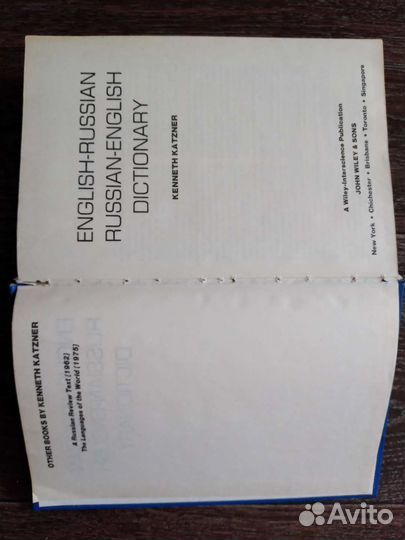 OTHER BOOKS BY KENNETH KATZNER
A Russian Review Text (1962)
The Languages of the World (1975)
ENGLISH-RUSSIAN
RUSSIAN-ENGLISH
DICTIONARY
KENNETH KATZNER
A Wiley-Interscience Publication
JOHN WILEY & SONS
New York • Chichester • Brisbane • Toronto • Singapore
Avito